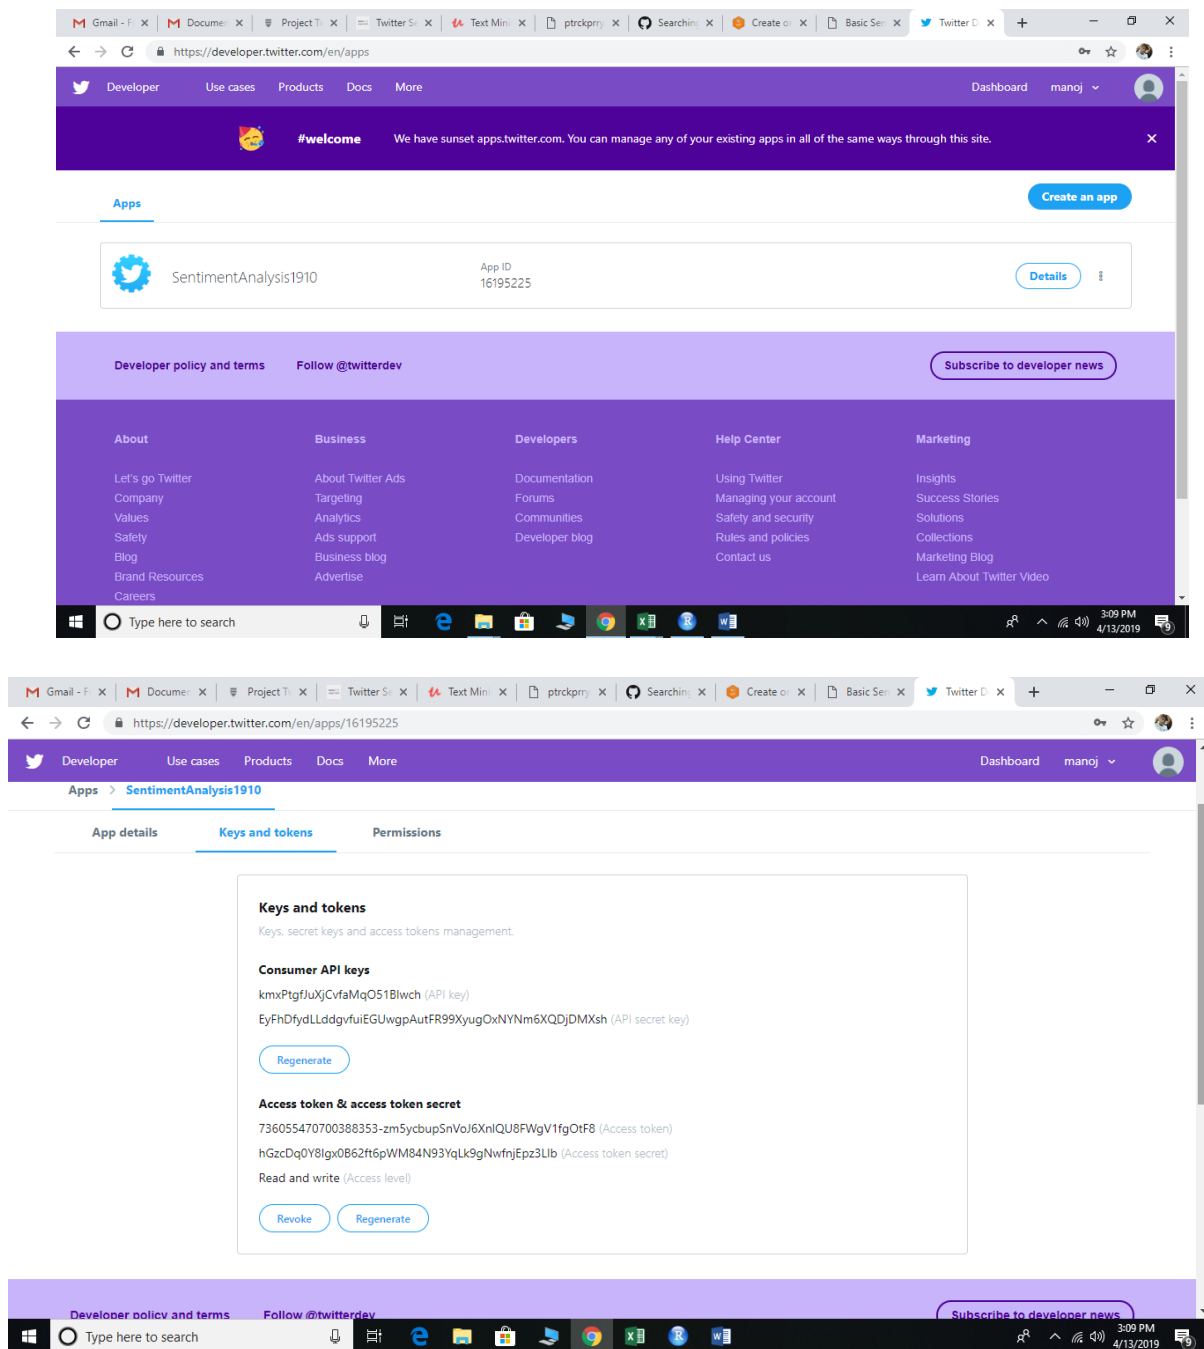 Gmail - F
Documen
Project T
Twitter Se
Text Mini
ptrckprry
Searching
Create or
Basic Sen
Twitter D
https://developer.twitter.com/en/apps
Developer Use cases Products Docs More Dashboard manoj
#welcome We have sunset apps.twitter.com. You can manage any of your existing apps in all of the same ways through this site.
Apps Create an app
App ID
SentimentAnalysis1910 16195225 Details
Developer policy and terms Follow @twitterdev Subscribe to developer news
About Business Developers Help Center Marketing
Let's go Twitter About Twitter Ads Documentation Using Twitter Insights
Company Targeting Forums Managing your account Success Stories
Values Analytics Communities Safety and security Solutions
Safety Ads support Developer blog Rules and policies Collections
Blog Business blog Contact us Marketing Blog
Brand Resources Advertise Learn About Twitter Video
Careers
Type here to search 3:09 PM
4/13/2019
Gmail - F
Documen
Project T
Twitter Se
Text Mini
ptrckprry
Searching
Create or
Basic Sen
Twitter D
https://developer.twitter.com/en/apps/16195225
Developer Use cases Products Docs More Dashboard manoj
Apps > SentimentAnalysis1910
App details Keys and tokens Permissions
Keys and tokens
Keys, secret keys and access tokens management.
Consumer API keys
(API key)
EyFhDfydLLddgvfuiEGUwgpAutFR99XyugOxNYNm6XQDjDMXsh (API secret key)
Regenerate
Access token & access token secret
(Access token)
(Access token secret)
Read and write (Access level)
Revoke Regenerate
Developer policy and terms Follow @twitterdev Subscribe to developer news
Type here to search 3:09 PM
4/13/2019